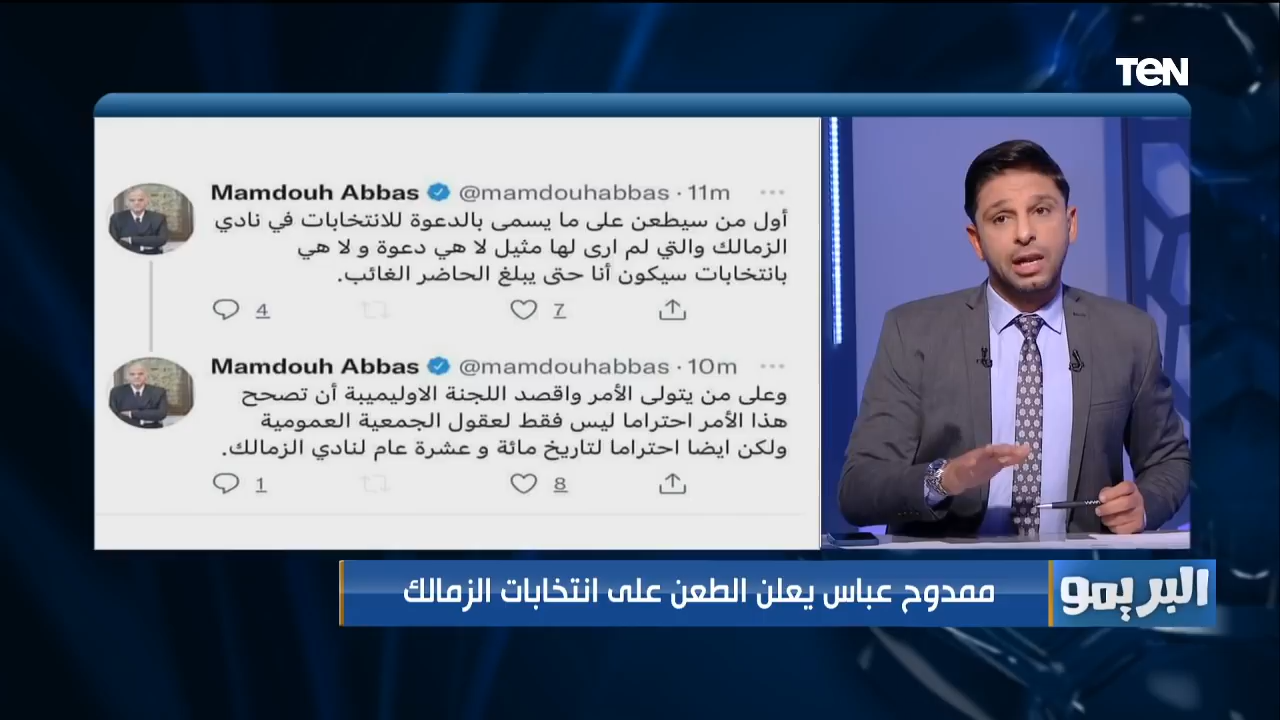 TEN
Mamdouh Abbas @mamdouhabbas · 11m
أول من سيطعن على ما يسمى بالدعوة للانتخابات في نادي
الزمالك والتي لم ارى لها مثيل لا هي دعوة و لا هي
بانتخابات سيكون أنا حتى يبلغ الحاضر الغائب.
4 7
Mamdouh Abbas @mamdouhabbas · 10m
وعلى من يتولى الأمر واقصد اللجنة الاوليميبة أن تصحح
هذا الأمر احتراما ليس فقط لعقول الجمعية العمومية
ولكن ايضا احتراما لتاريخ مائة و عشرة عام لنادي الزمالك.
1 8
البريمو
ممدوح عباس يعلن الطعن على انتخابات الزمالك